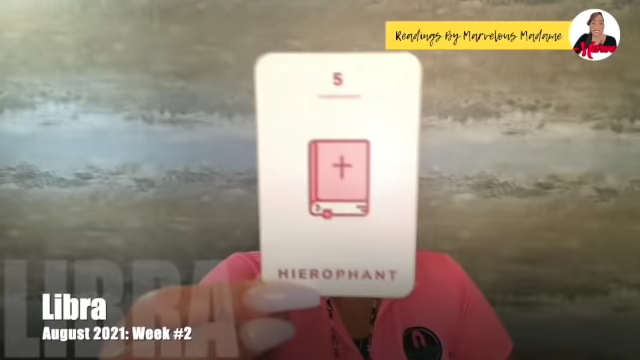 Readings By Marvelous Madame
5
HIEROPHANT
LIBRA
Libra
August 2021: Week #2